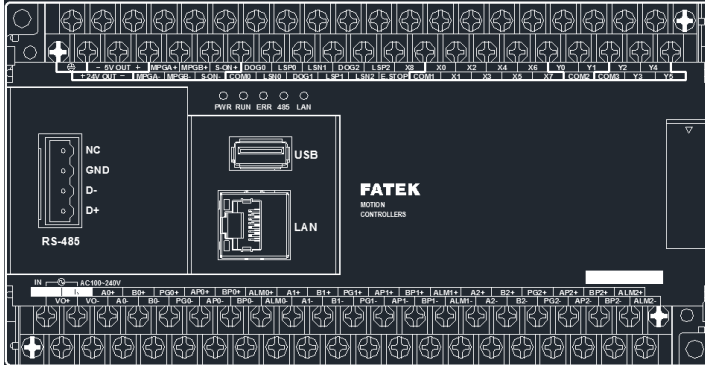 - 5V OUT + MPGA+ MPGB+ S-ON+ DOG0 LSP0 LSN1 DOG2 LSP2 X8 X0 X2 X4 X6 Y0 Y1 Y2 Y4
+ 24V OUT - MPGA- MPGB- S-ON- COM0 LSN0 DOG1 LSP1 LSN2 E.STOP COM1 X1 X3 X5 X7 COM2 COM3 Y3 Y5
PWR RUN ERR 485 LAN
NC
GND
D-
D+
RS-485
USB
LAN
FATEK
MOTION
CONTROLLERS
IN AC100~240V
A0+ B0+ PG0+ AP0+ BP0+ ALM0+ A1+ B1+ PG1+ AP1+ BP1+ ALM1+ A2+ B2+ PG2+ AP2+ BP2+ ALM2+
VO+ VO- A0- B0- PG0- AP0- BP0- ALM0- A1- B1- PG1- AP1- BP1- ALM1- A2- B2- PG2- AP2- BP2- ALM2-